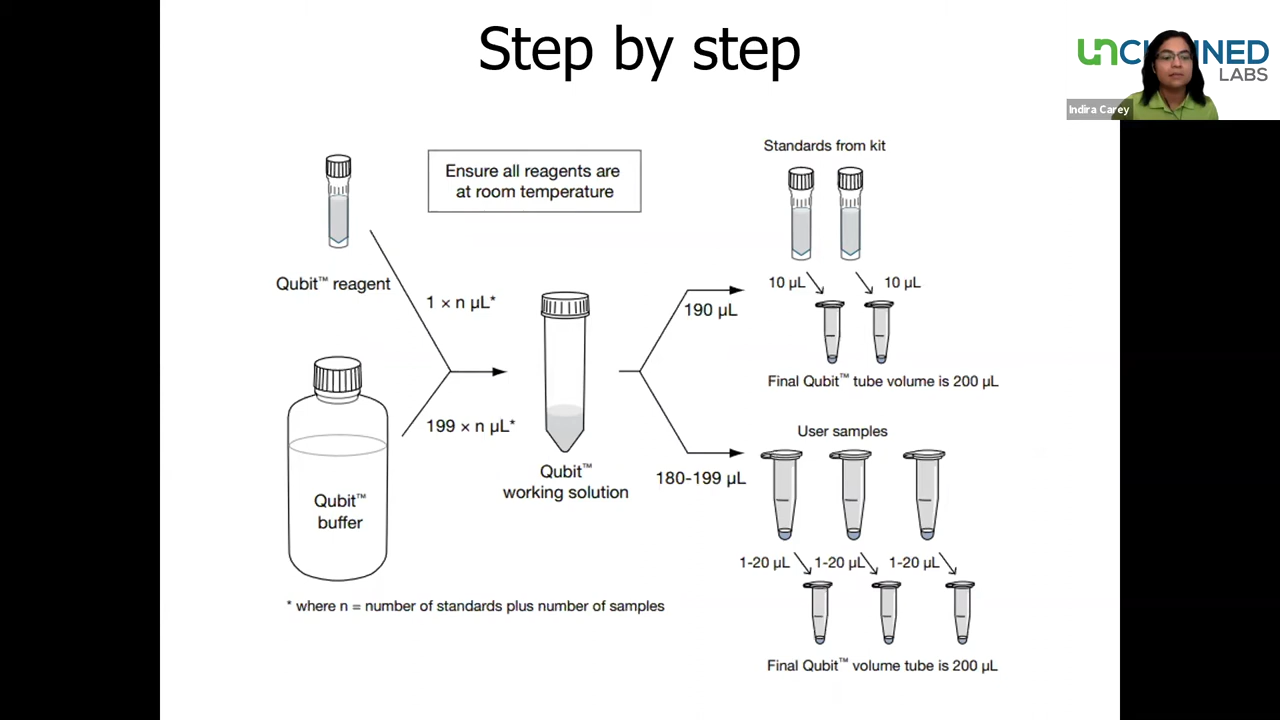 Step by step
UNCHAINED
LABS
Indira Carey
Ensure all reagents are
at room temperature
Qubit™ reagent
1 × n µL*
Qubit™
buffer
199 × n µL*
Qubit™
working solution
* where n = number of standards plus number of samples
Standards from kit
190 µL
10 µL
10 µL
Final Qubit™ tube volume is 200 µL
User samples
180-199 µL
1-20 µL
1-20 µL
1-20 µL
Final Qubit™ volume tube is 200 µL